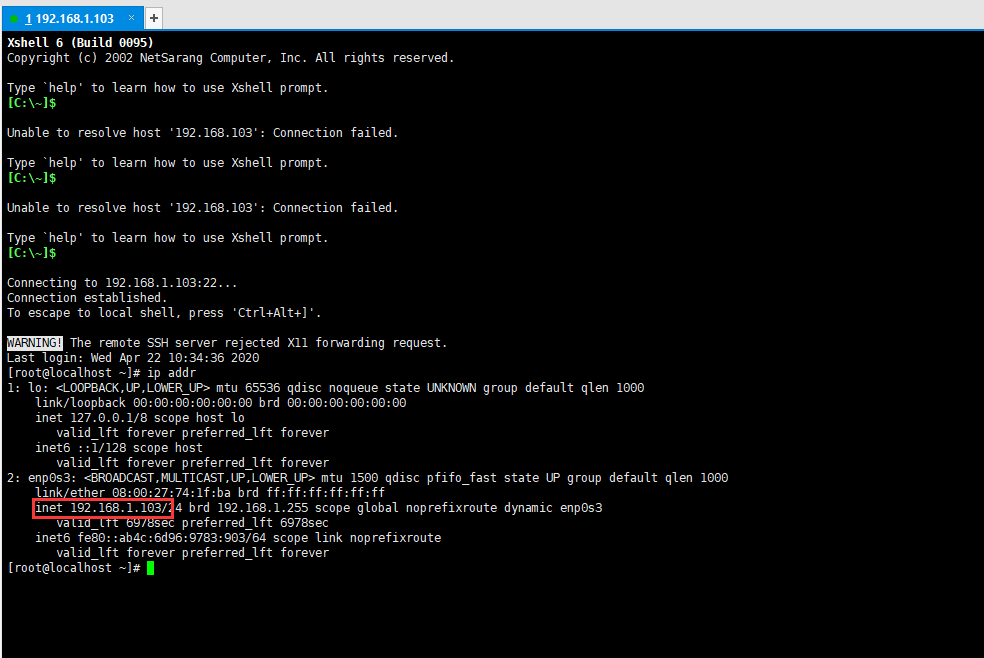 1 192.168.1.103 × +
Xshell 6 (Build 0095)
Copyright (c) 2002 NetSarang Computer, Inc. All rights reserved.
Type `help' to learn how to use Xshell prompt.
[C:\~]$
Unable to resolve host '192.168.103': Connection failed.
Type `help' to learn how to use Xshell prompt.
[C:\~]$
Unable to resolve host '192.168.103': Connection failed.
Type `help' to learn how to use Xshell prompt.
[C:\~]$
Connecting to 192.168.1.103:22...
Connection established.
To escape to local shell, press 'Ctrl+Alt+]'.
WARNING! The remote SSH server rejected X11 forwarding request.
Last login: Wed Apr 22 10:34:36 2020
[root@localhost ~]# ip addr
1: lo: <LOOPBACK,UP,LOWER_UP> mtu 65536 qdisc noqueue state UNKNOWN group default qlen 1000
    link/loopback 00:00:00:00:00:00 brd 00:00:00:00:00:00
    inet 127.0.0.1/8 scope host lo
       valid_lft forever preferred_lft forever
    inet6 ::1/128 scope host
       valid_lft forever preferred_lft forever
2: enp0s3: <BROADCAST,MULTICAST,UP,LOWER_UP> mtu 1500 qdisc pfifo_fast state UP group default qlen 1000
    link/ether 08:00:27:74:1f:ba brd ff:ff:ff:ff:ff:ff
    inet 192.168.1.103/24 brd 192.168.1.255 scope global noprefixroute dynamic enp0s3
       valid_lft 6978sec preferred_lft 6978sec
    inet6 fe80::ab4c:6d96:9783:903/64 scope link noprefixroute
       valid_lft forever preferred_lft forever
[root@localhost ~]#